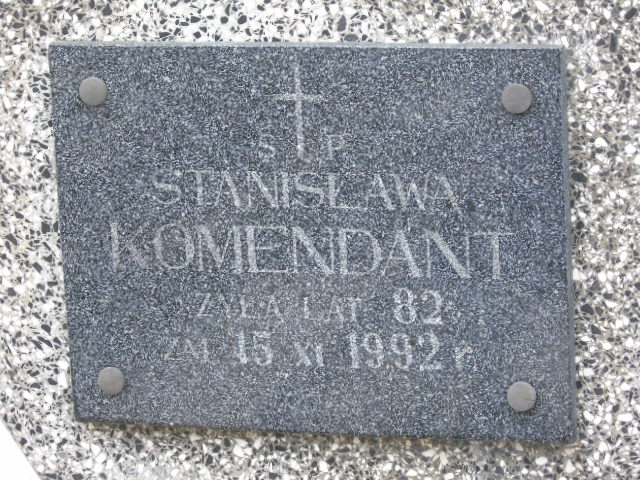 Ś P
STANISŁAWA
KOMENDANT
ŻYŁA LAT 82
ZM. 15 XI 1992 r.